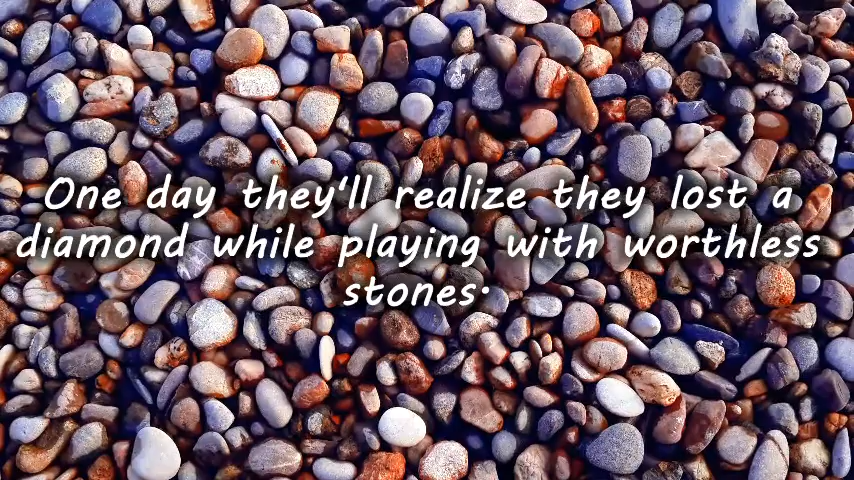 One day they'll realize they lost a
diamond while playing with worthless
stones.